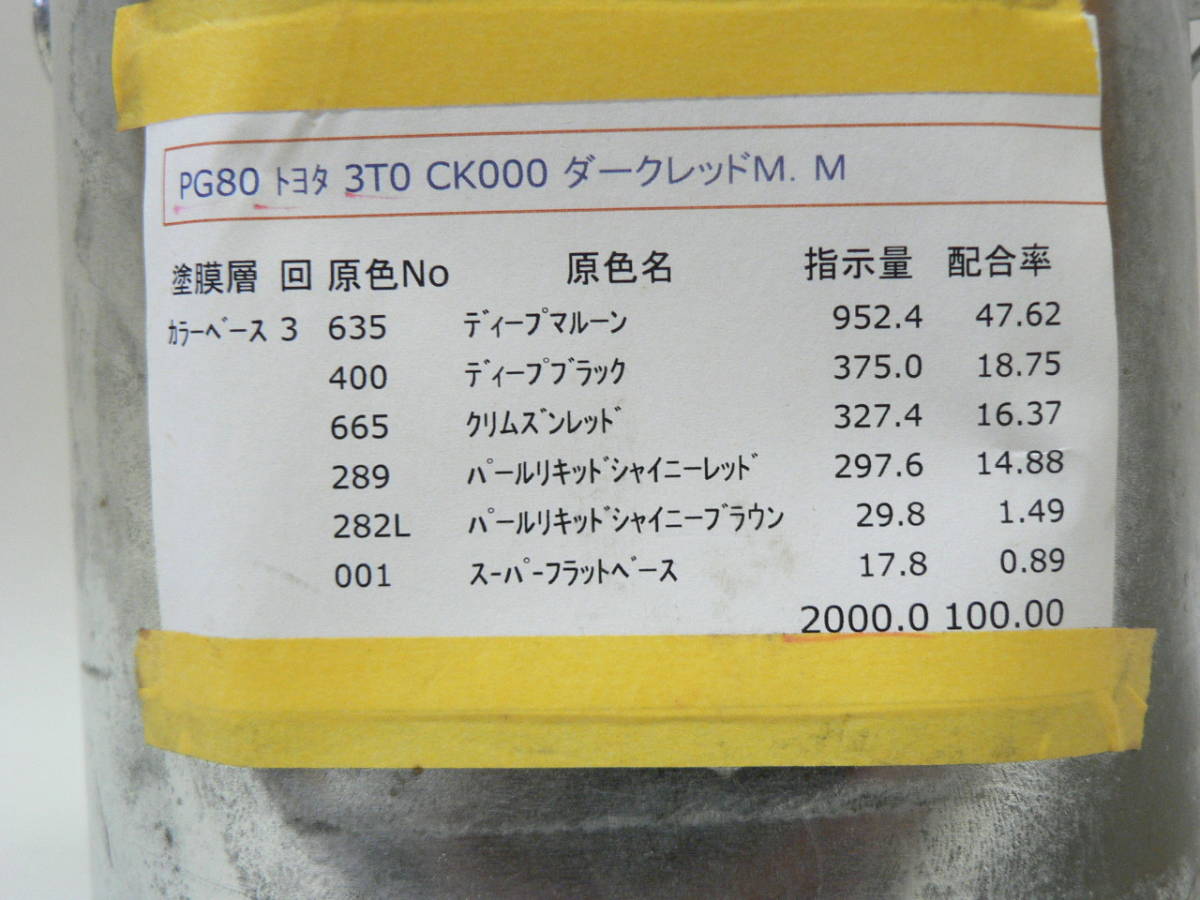 PG80 トヨタ 3T0 CK000 ダークレッドM. M
塗膜層 回 原色No 原色名 指示量 配合率
カラーベース 3 635 ディープマルーン 952.4 47.62
400 ディープブラック 375.0 18.75
665 クリムズンレッド 327.4 16.37
289 パールリキッドシャイニーレッド 297.6 14.88
282L パールリキッドシャイニーブラウン 29.8 1.49
001 スーパーフラットベース 17.8 0.89
2000.0 100.00